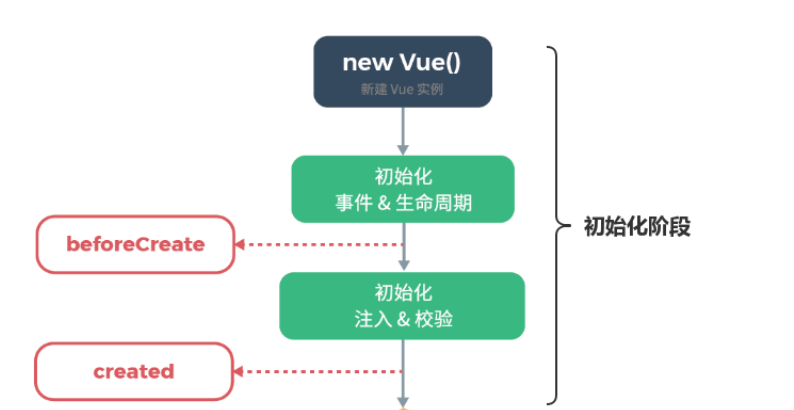 new Vue()
新建 Vue 实例
初始化
事件 & 生命周期
beforeCreate
初始化阶段
初始化
注入 & 校验
created